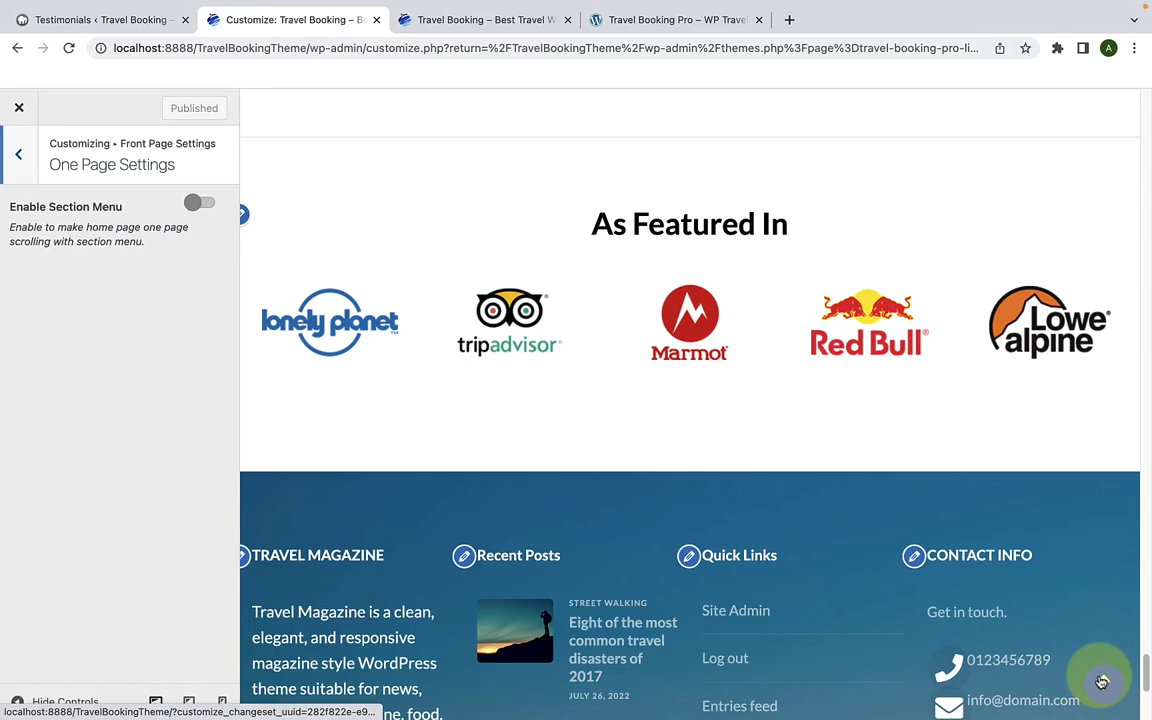 Testimonials ‹ Travel Booking –
Customize: Travel Booking – Be
Travel Booking – Best Travel W
Travel Booking Pro – WP Trave
localhost:8888/TravelBookingTheme/wp-admin/customize.php?return=%2FTravelBookingTheme%2Fwp-admin%2Fthemes.php%3Fpage%3Dtravel-booking-pro-li...
A
Published
Customizing ▸ Front Page Settings
One Page Settings
Enable Section Menu
Enable to make home page one page
scrolling with section menu.
As Featured In
lonely planet
tripadvisor®
Marmot
Red Bull®
Lowe
alpine®
TRAVEL MAGAZINE
Recent Posts
Quick Links
CONTACT INFO
Travel Magazine is a clean,
elegant, and responsive
magazine style WordPress
theme suitable for news,
ne, food,
STREET WALKING
Eight of the most
common travel
disasters of
2017
JULY 26, 2022
Site Admin
Log out
Entries feed
Get in touch.
0123456789
info@domain.com
Hide Controls
localhost:8888/TravelBookingTheme/?customize_changeset_uuid=282f822e-e9...